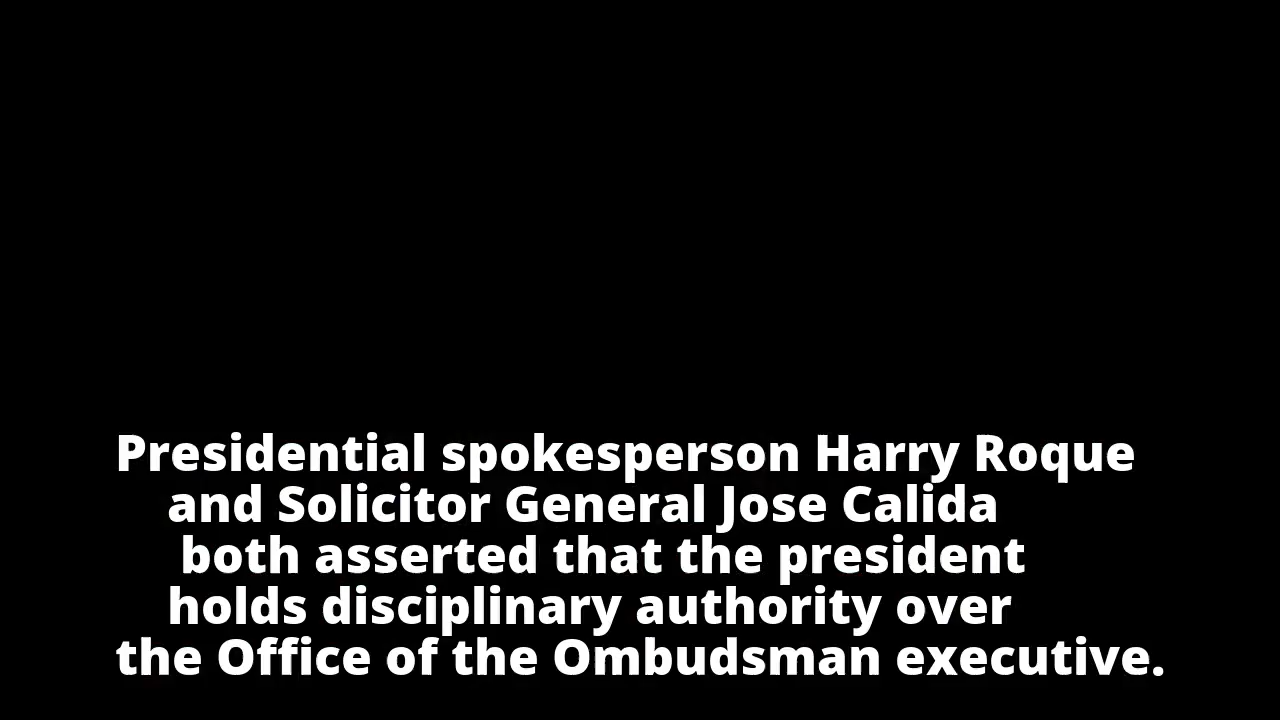 Presidential spokesperson Harry Roque
and Solicitor General Jose Calida
both asserted that the president
holds disciplinary authority over
the Office of the Ombudsman executive.